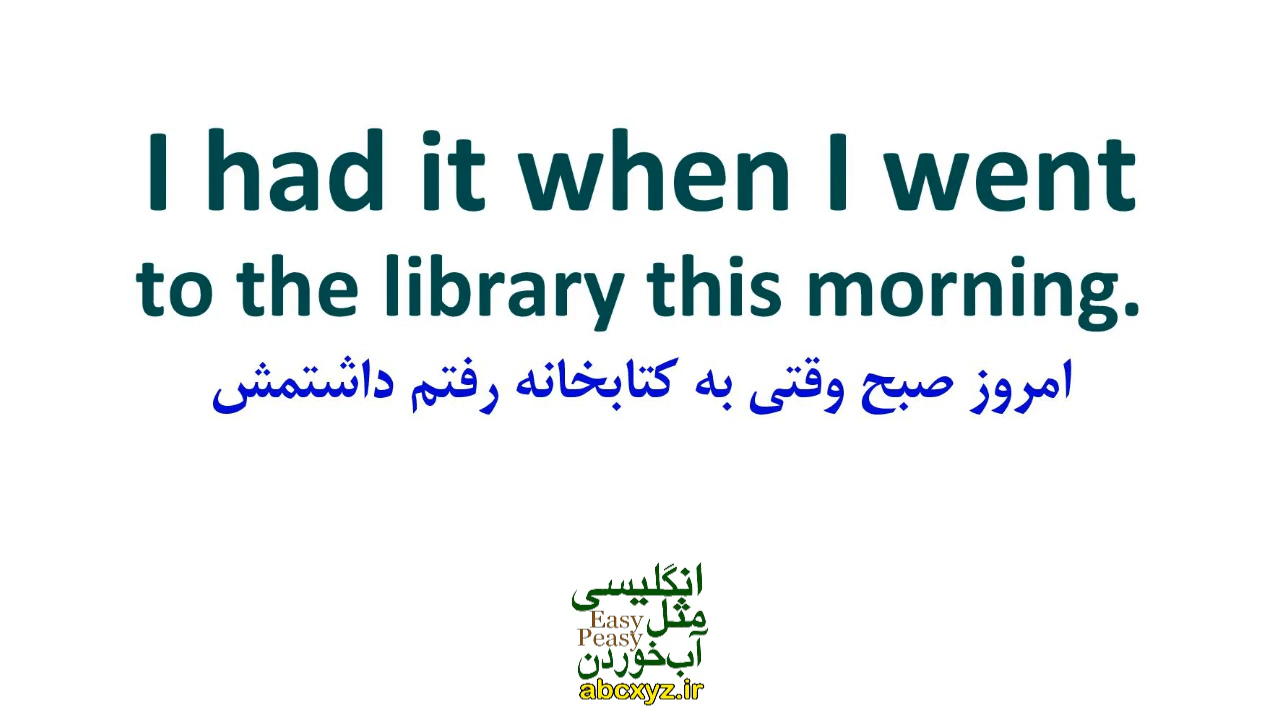 I had it when I went
to the library this morning.
امروز صبح وقتی به کتابخانه رفتم داشتمش
انگلیسی
مثل
Easy
Peasy
آب‌خوردن
abcxyz.ir